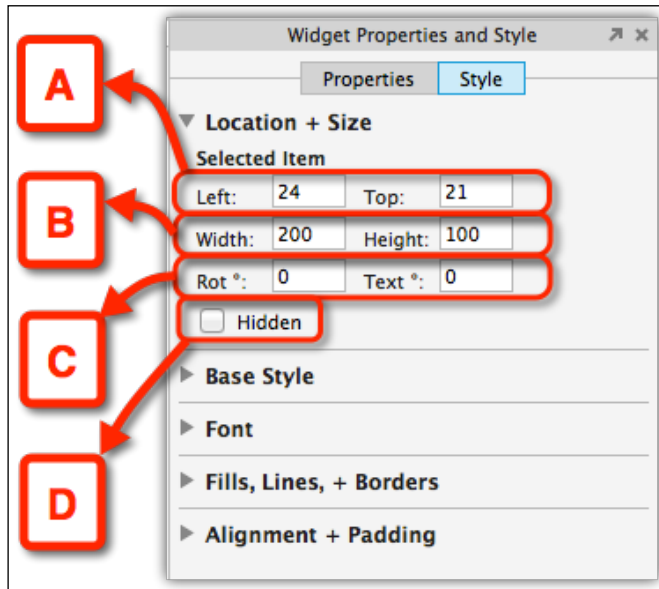 Widget Properties and Style
Properties Style
A
Location + Size
Selected Item
Left: 24 Top: 21
B
Width: 200 Height: 100
Rot °: 0 Text °: 0
Hidden
C
Base Style
Font
D
Fills, Lines, + Borders
Alignment + Padding